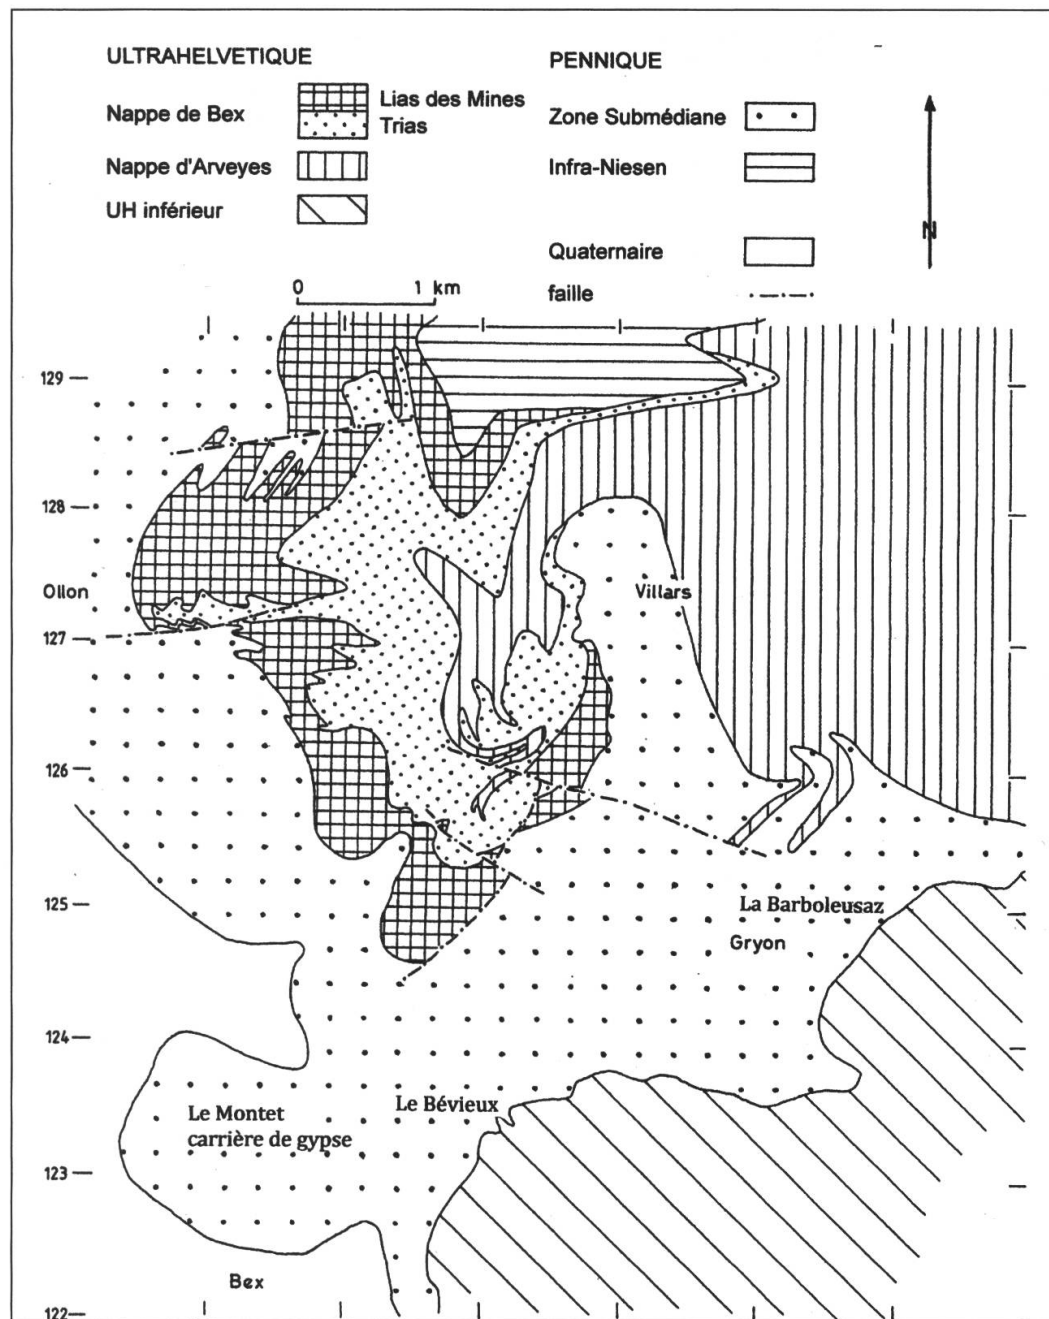 ULTRAHELVETIQUE
Nappe de Bex
Lias des Mines
Trias
Nappe d'Arveyes
UH inférieur
PENNIQUE
Zone Submédiane
Infra-Niesen
Quaternaire
faille
N
0 1 km
129
128
Ollon
Villars
127
126
125
La Barboleusaz
Gryon
124
Le Bévieux
Le Montet
carrière de gypse
123
Bex
122